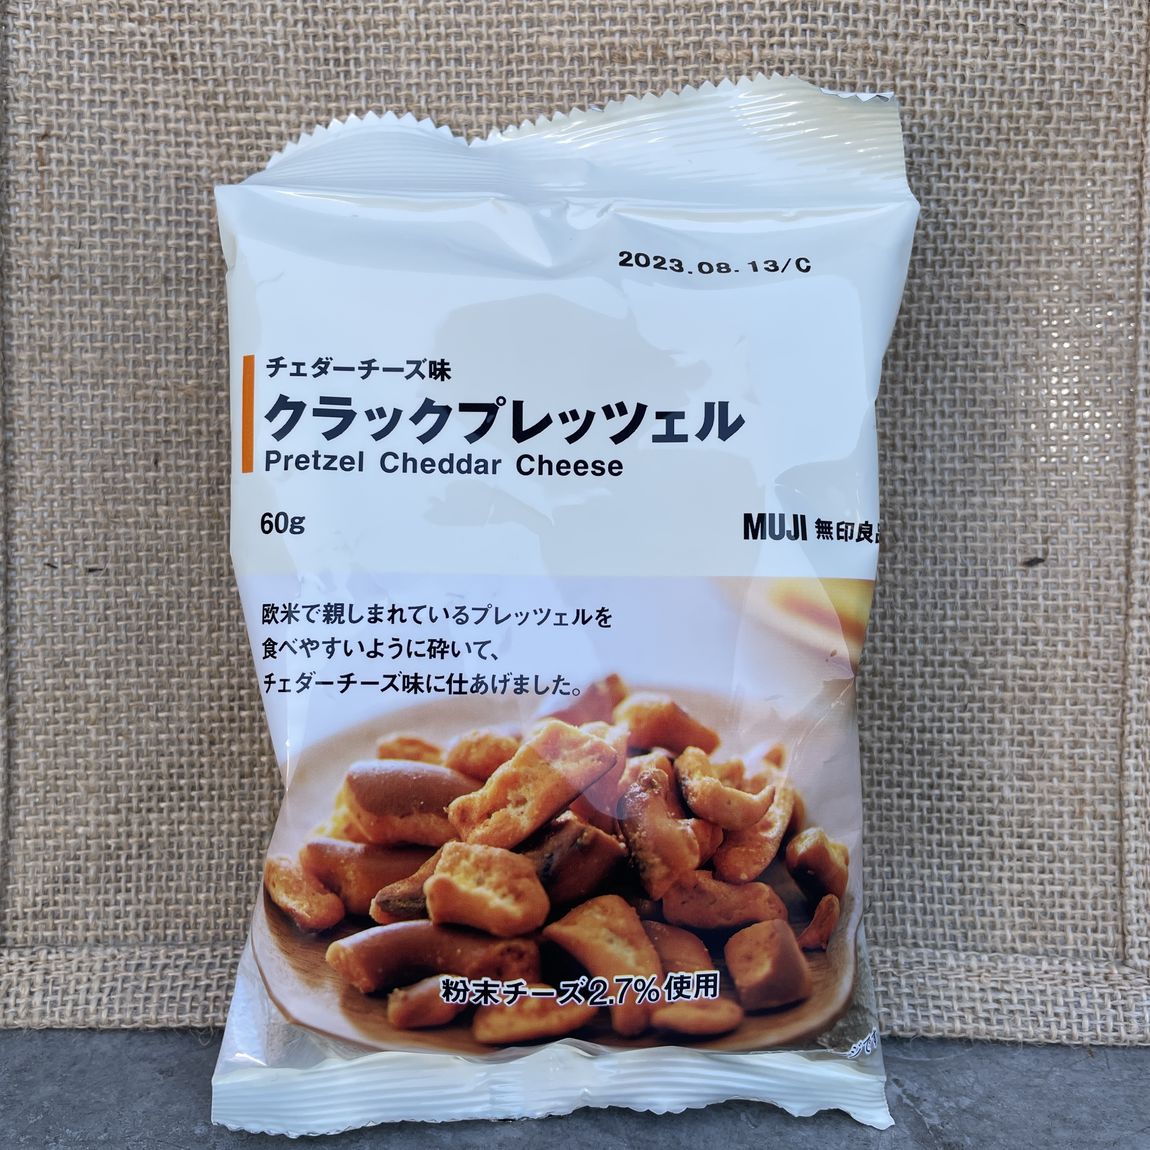 2023.08.13/C
チェダーチーズ味
クラックプレッツェル
Pretzel Cheddar Cheese
60g
MUJI 無印良品
欧米で親しまれているプレッツェルを
食べやすいように砕いて、
チェダーチーズ味に仕あげました。
粉末チーズ2.7%使用